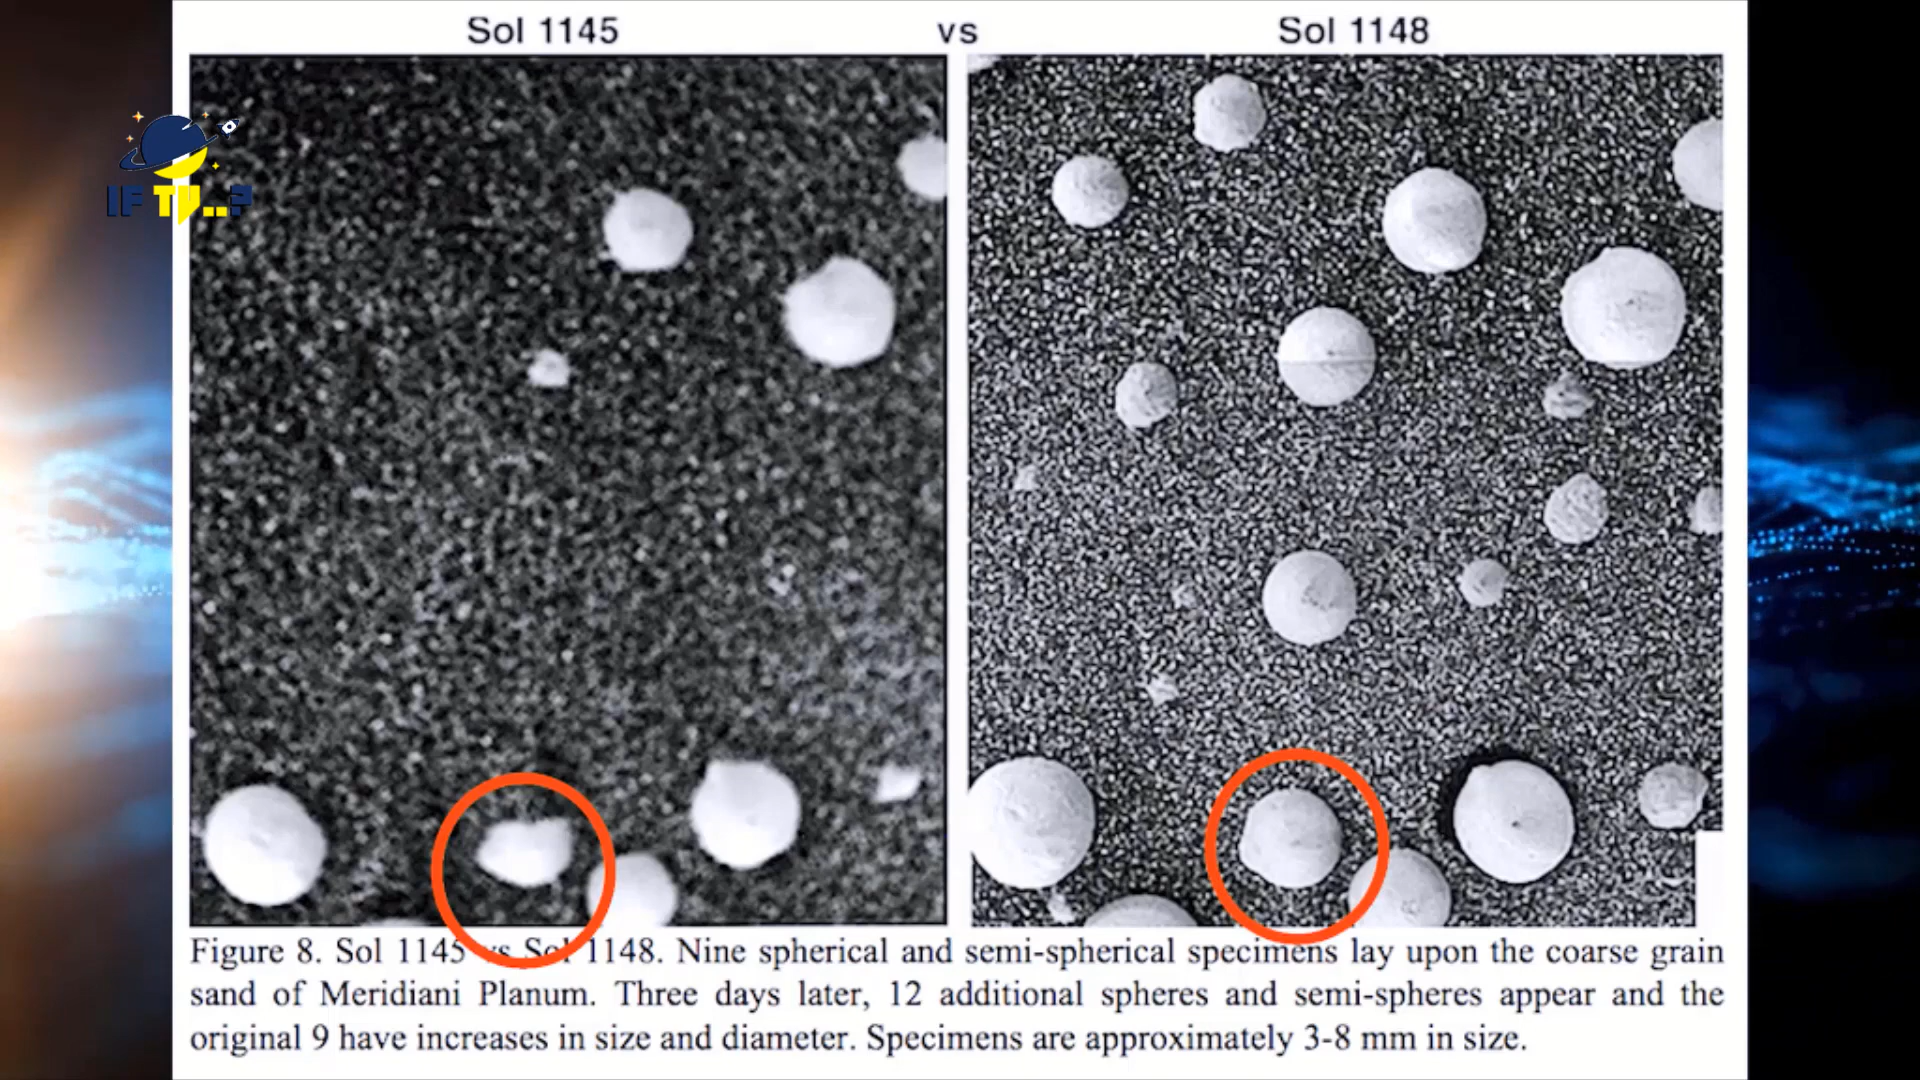 Sol 1145 vs Sol 1148
IF TV..?
Figure 8. Sol 1145 vs Sol 1148. Nine spherical and semi-spherical specimens lay upon the coarse grain
sand of Meridiani Planum. Three days later, 12 additional spheres and semi-spheres appear and the
original 9 have increases in size and diameter. Specimens are approximately 3-8 mm in size.